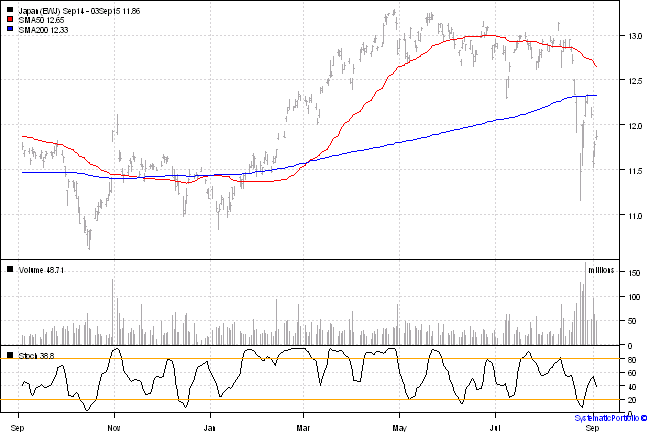 Japan (EWJ) Sep14 - 03Sep15 11.86
SMA50 12.65
SMA200 12.33
13.0
12.5
12.0
11.5
11.0
Volume 48.71
millions
150
100
50
0
Stoch 38.8
80
60
40
20
0
Sep Nov Jan Mar May Jul Sep
SystematicPortfolio ©